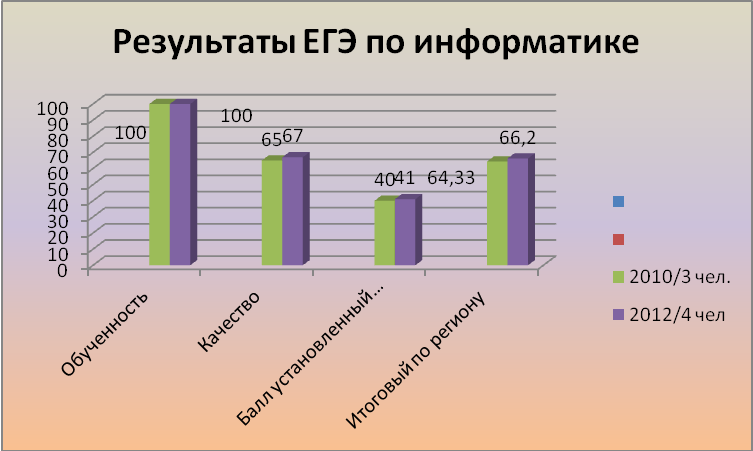 Результаты ЕГЭ по информатике
100
90
80
70
60
50
40
30
20
10
0
100
100
65
67
40
41
64,33
66,2
Обученность
Качество
Балл установленный...
Итоговый по региону
2010/3 чел.
2012/4 чел